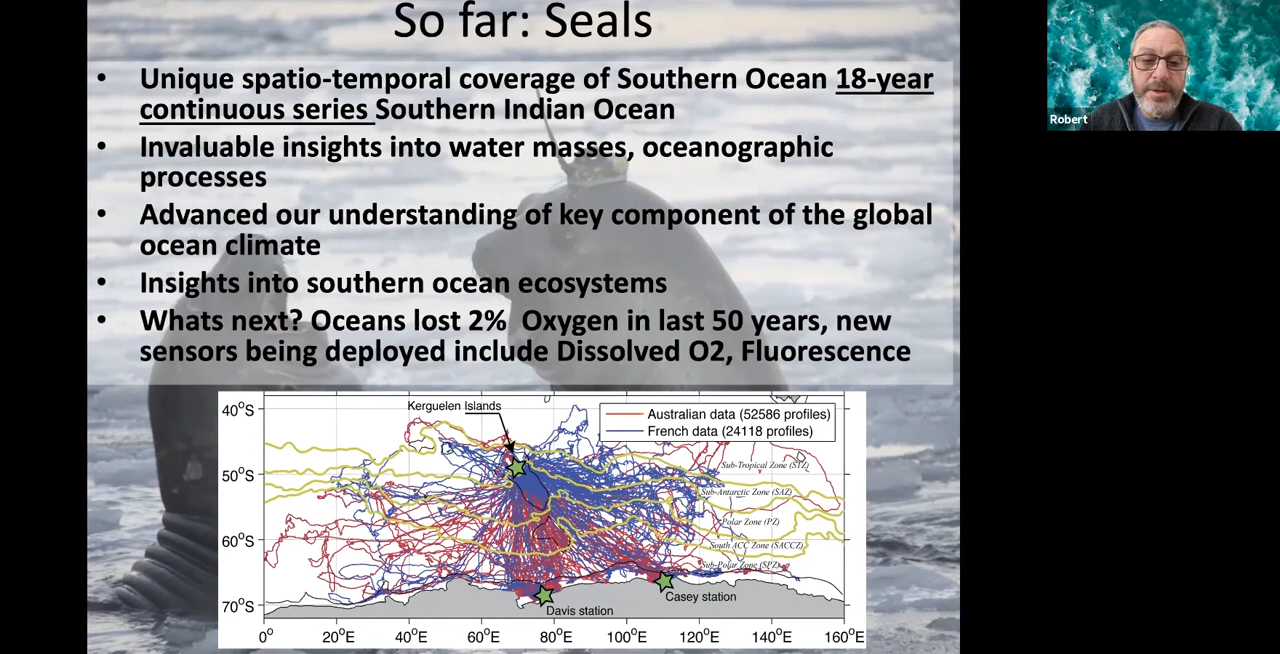 So far: Seals
• Unique spatio-temporal coverage of Southern Ocean 18-year
continuous series Southern Indian Ocean
• Invaluable insights into water masses, oceanographic
processes
• Advanced our understanding of key component of the global
ocean climate
• Insights into southern ocean ecosystems
• Whats next? Oceans lost 2% Oxygen in last 50 years, new
sensors being deployed include Dissolved O2, Fluorescence
Robert
Kerguelen Islands
Australian data (52586 profiles)
French data (24118 profiles)
40°S
50°S
60°S
70°S
Sub-Tropical Zone (STZ)
Sub-Antarctic Zone (SAZ)
Polar Zone (PZ)
South ACC Zone (SACCZ)
Sub-Polar Zone (SPZ)
Casey station
Davis station
0° 20°E 40°E 60°E 80°E 100°E 120°E 140°E 160°E